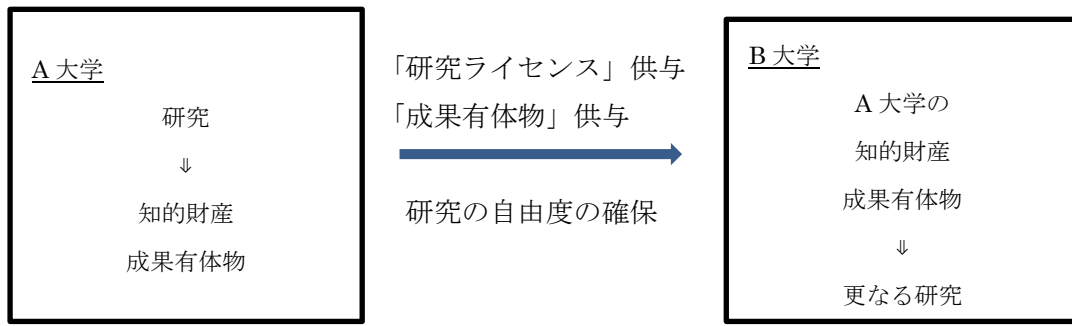 A 大学
研究
⇓
知的財産
成果有体物
「研究ライセンス」供与
「成果有体物」供与
研究の自由度の確保
B 大学
A 大学の
知的財産
成果有体物
⇓
更なる研究